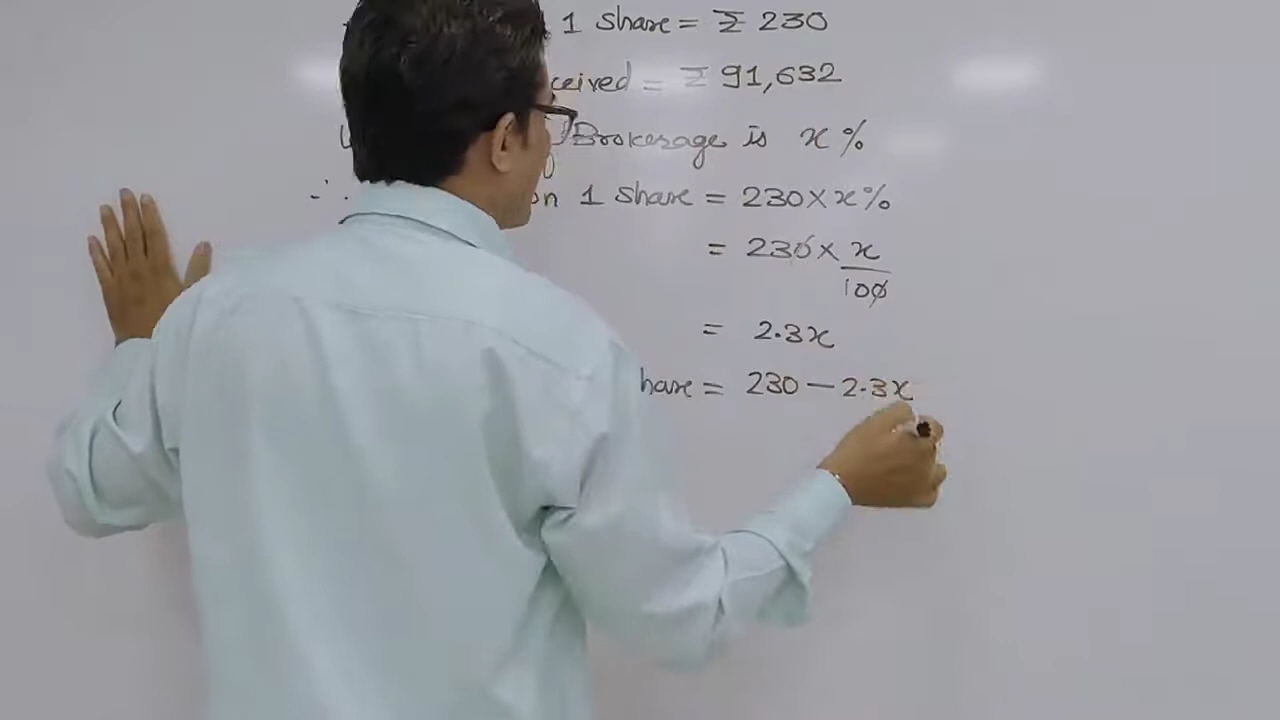 1 Share = ₹ 230
ceived = ₹ 91,632
Brokerage is x %
∴ on 1 Share = 230 × x%
= 230 × x/100
= 2.3x
hare = 230 — 2.3x